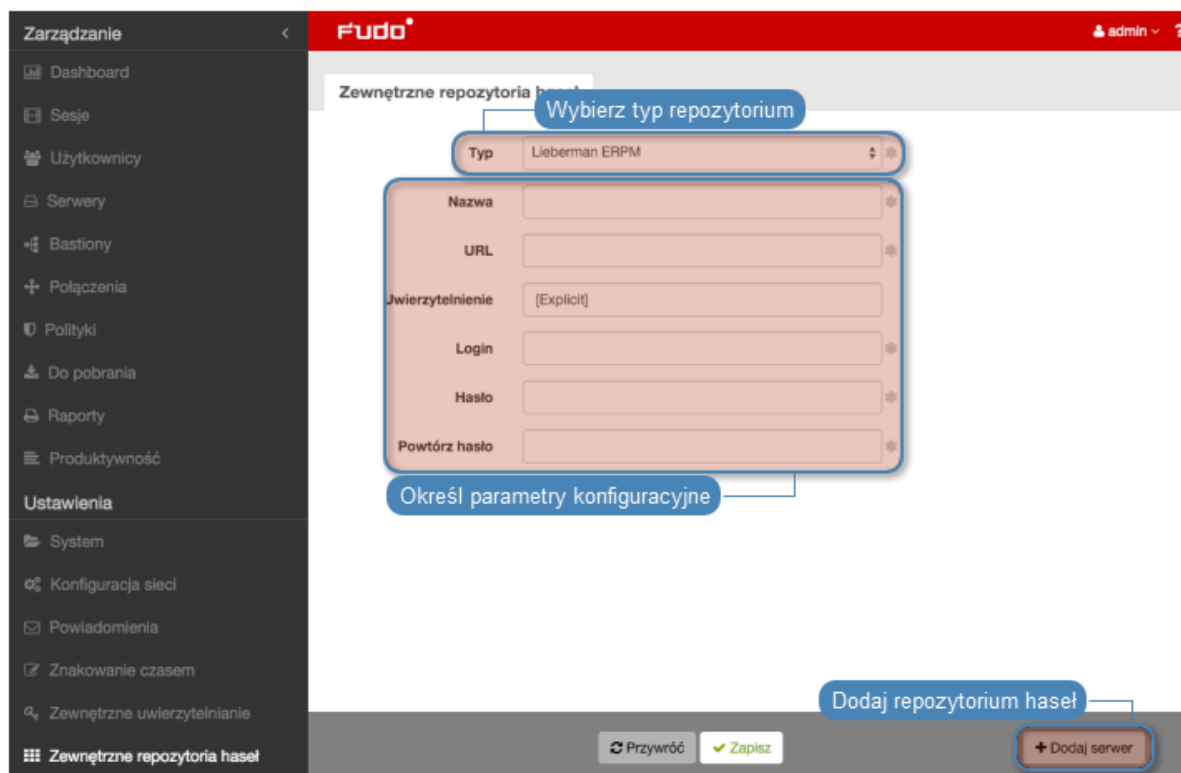 Zarządzanie
Fudo
admin
?
Dashboard
Sesje
Użytkownicy
Serwery
Bastiony
Połączenia
Polityki
Do pobrania
Raporty
Produktywność
Ustawienia
System
Konfiguracja sieci
Powiadomienia
Znakowanie czasem
Zewnętrzne uwierzytelnianie
Zewnętrzne repozytoria haseł
Zewnętrzne repozytoria haseł
Wybierz typ repozytorium
Typ Lieberman ERPM
Nazwa
URL
Uwierzytelnienie [Explicit]
Login
Hasło
Powtórz hasło
Określ parametry konfiguracyjne
Dodaj repozytorium haseł
Przywróć Zapisz + Dodaj serwer